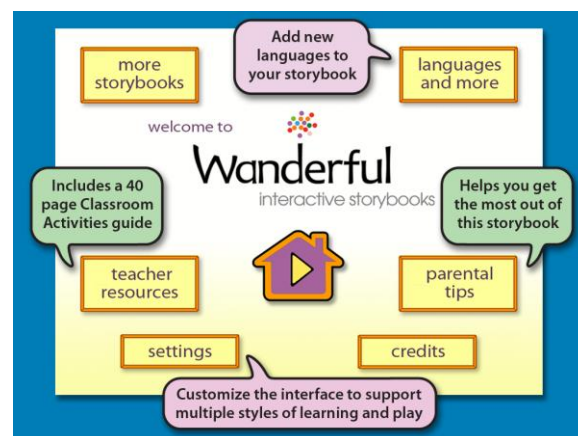 more
storybooks
Add new
languages to
your storybook
languages
and more
welcome to
Wanderful
interactive storybooks
Includes a 40
page Classroom
Activities guide
Helps you get
the most out of
this storybook
teacher
resources
parental
tips
settings
credits
Customize the interface to support
multiple styles of learning and play